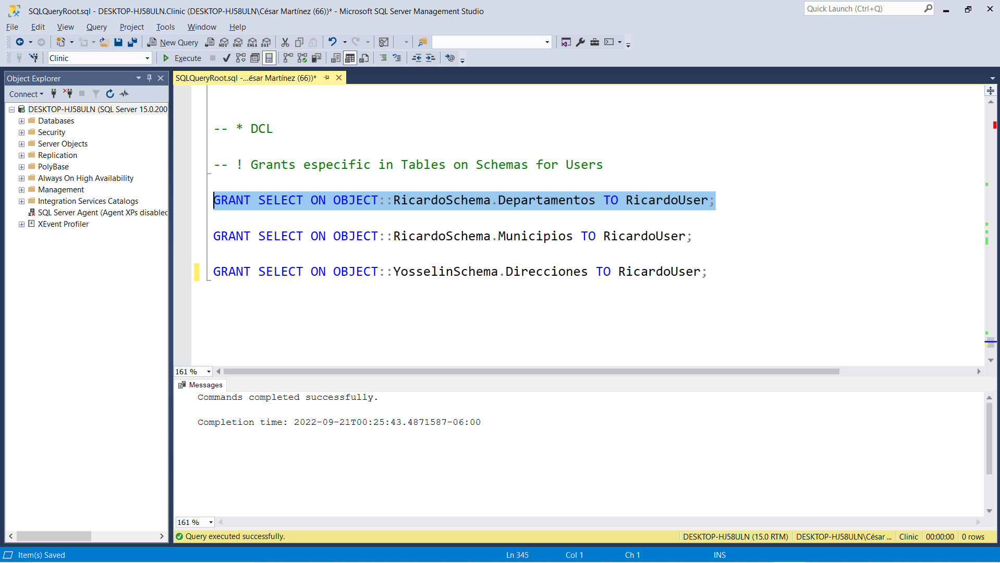 SQLQueryRoot.sql - DESKTOP-HJ58ULN.Clinic (DESKTOP-HJ58ULN\César Martínez (66))* - Microsoft SQL Server Management Studio
Quick Launch (Ctrl+Q)
File Edit View Query Project Tools Window Help
New Query MDX DMX XMLA DAX
Clinic Execute
Object Explorer
SQLQueryRoot.sql -...ésar Martínez (66))*
Connect
DESKTOP-HJ58ULN (SQL Server 15.0.200
Databases
Security
Server Objects
Replication
PolyBase
Always On High Availability
Management
Integration Services Catalogs
SQL Server Agent (Agent XPs disabled
XEvent Profiler
-- * DCL
-- ! Grants especific in Tables on Schemas for Users
GRANT SELECT ON OBJECT::RicardoSchema.Departamentos TO RicardoUser;
GRANT SELECT ON OBJECT::RicardoSchema.Municipios TO RicardoUser;
GRANT SELECT ON OBJECT::YosselinSchema.Direcciones TO RicardoUser;
161 %
Messages
Commands completed successfully.
Completion time: 2022-09-21T00:25:43.4871587-06:00
161 %
Query executed successfully. DESKTOP-HJ58ULN (15.0 RTM) DESKTOP-HJ58ULN\César ... Clinic 00:00:00 0 rows
Item(s) Saved Ln 345 Col 1 Ch 1 INS